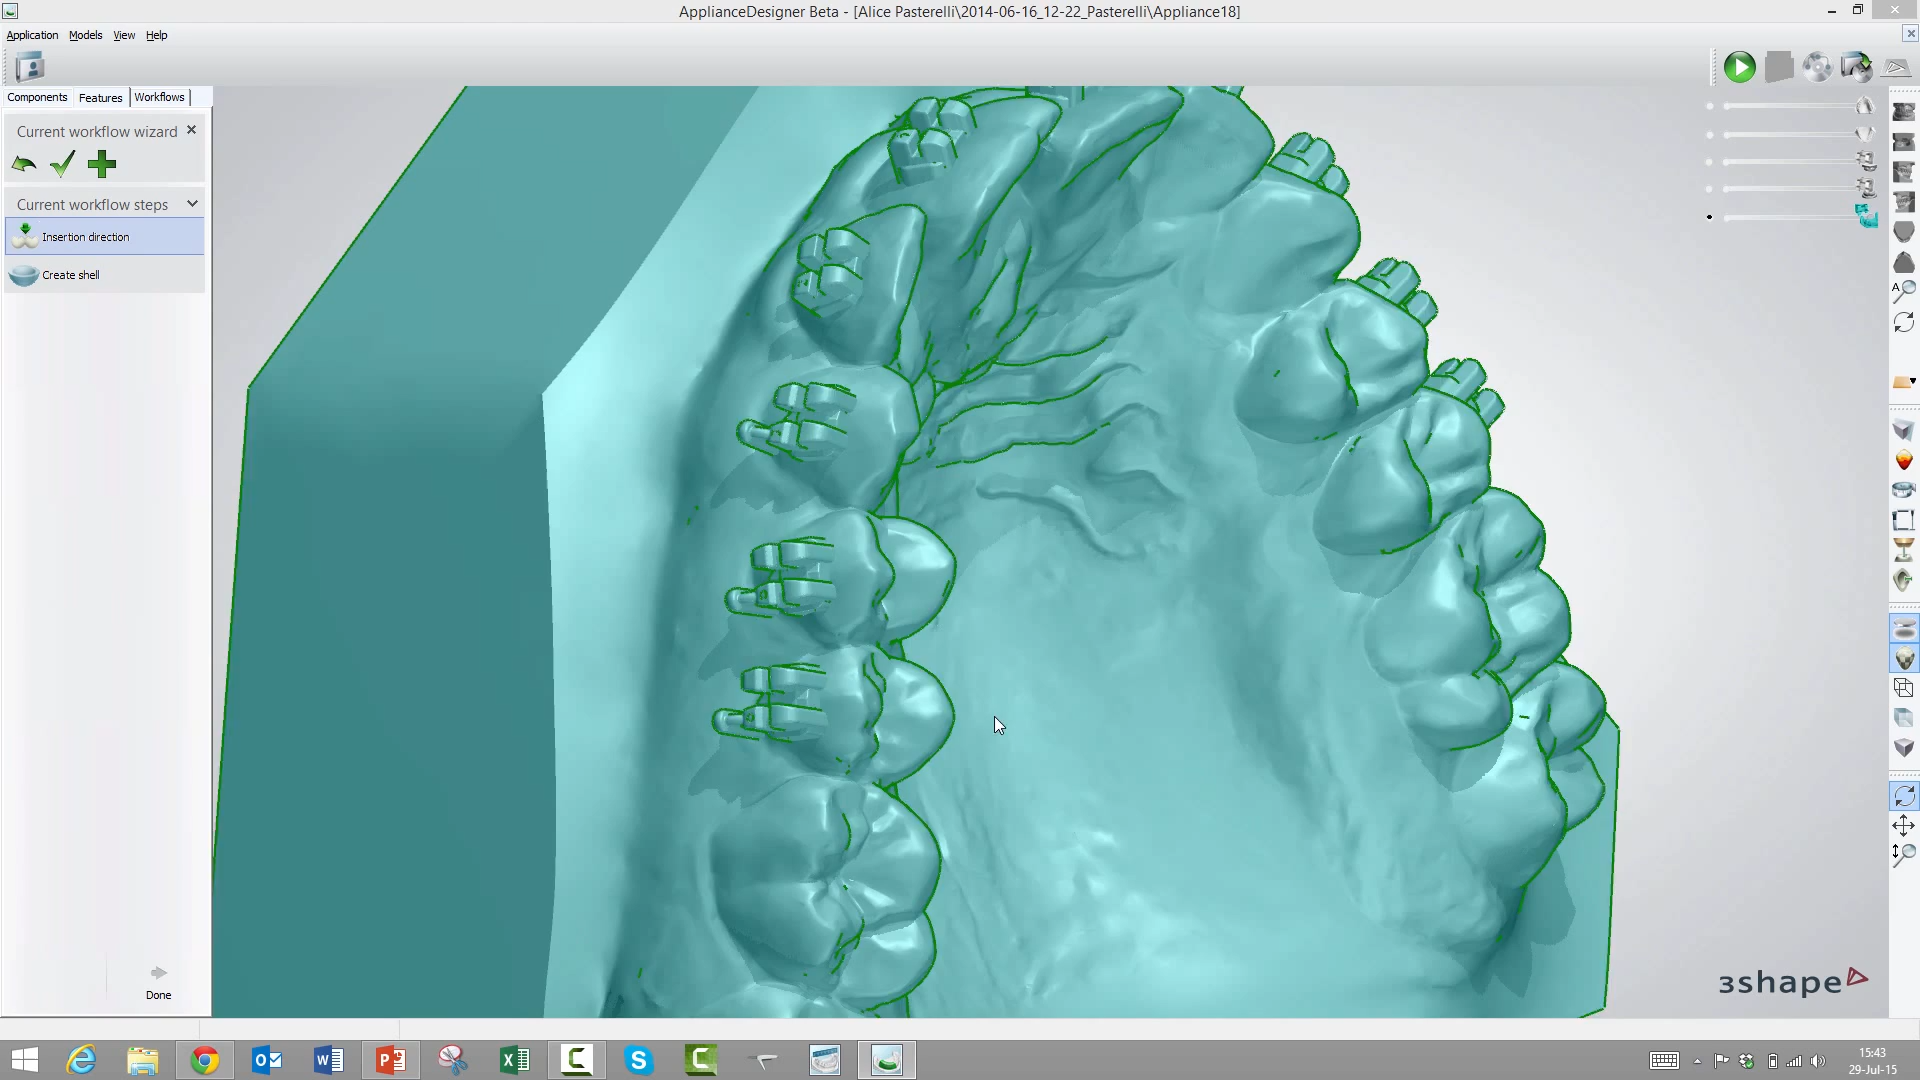 ApplianceDesigner Beta - [Alice Pasterelli\2014-06-16_12-22_Pasterelli\Appliance18]
Application Models View Help
Components Features Workflows
Current workflow wizard
Current workflow steps
Insertion direction
Create shell
Done
A
3shape
15:43
29-Jul-15